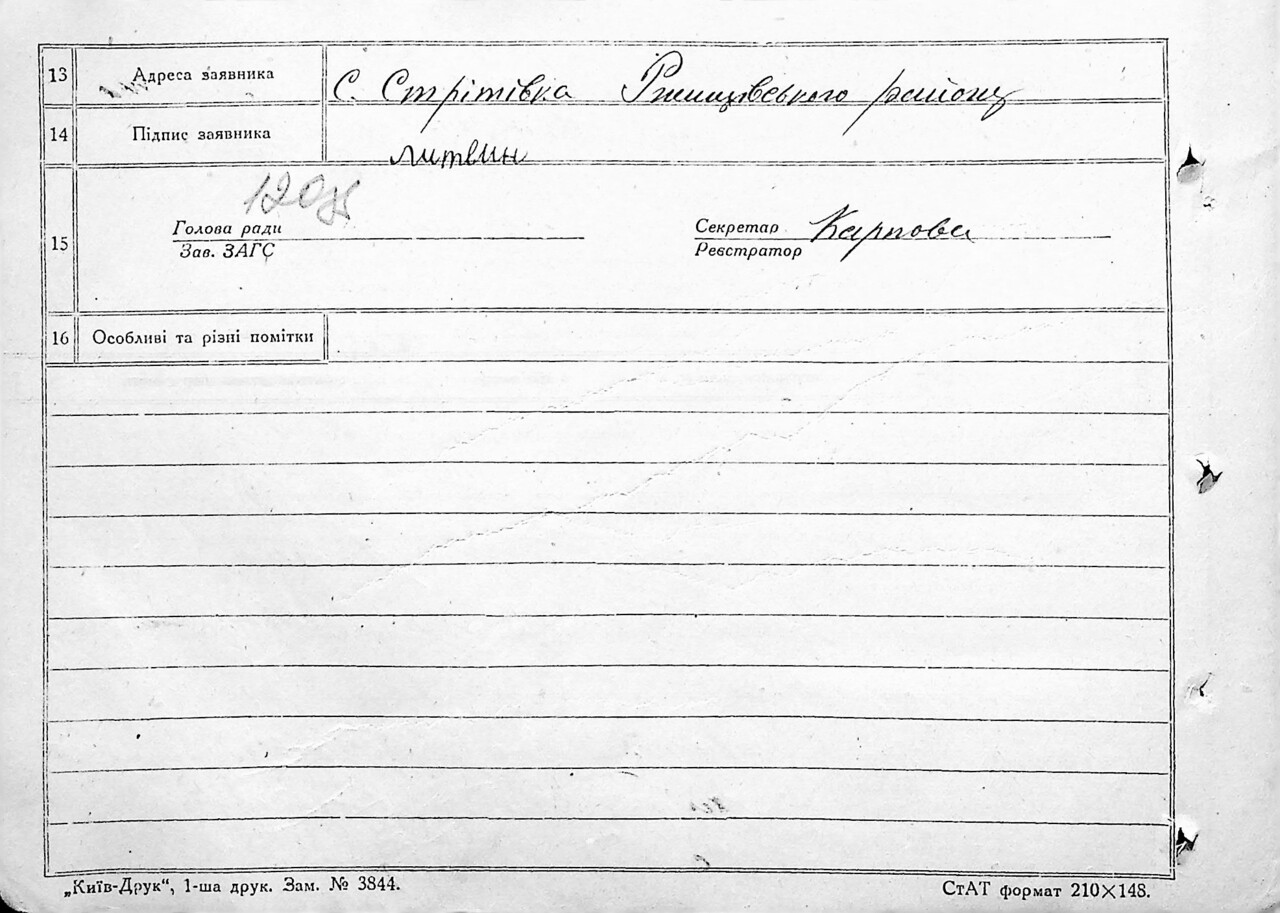 13 Адреса заявника С. Стрітівка Ржищівського району
14 Підпис заявника Литвин
120
15 Голова ради Секретар Карпова
Зав. ЗАГС Реєстратор
16 Особливі та різні помітки
„Київ-Друк“, 1-ша друк. Зам. № 3844. СтАТ формат 210×148.